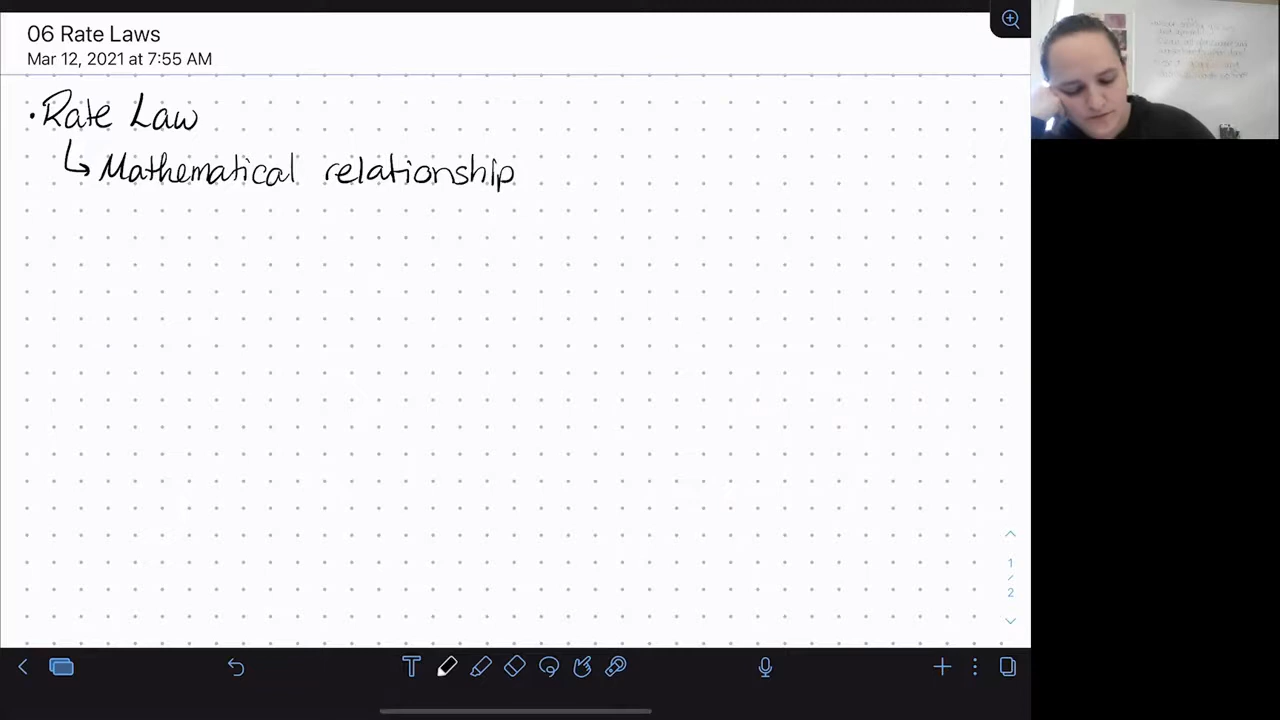 06 Rate Laws
Mar 12, 2021 at 7:55 AM
• Rate Law
↳ Mathematical relationship
1
2
T